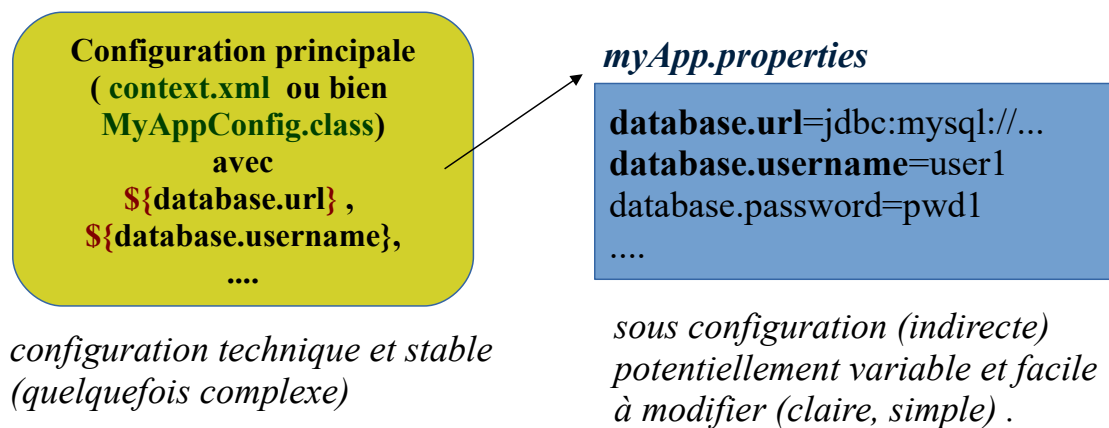 Configuration principale
( context.xml ou bien
MyAppConfig.class)
avec
${database.url} ,
${database.username},
....
configuration technique et stable
(quelquefois complexe)
myApp.properties
database.url=jdbc:mysql://...
database.username=user1
database.password=pwd1
....
sous configuration (indirecte)
potentiellement variable et facile
à modifier (claire, simple) .